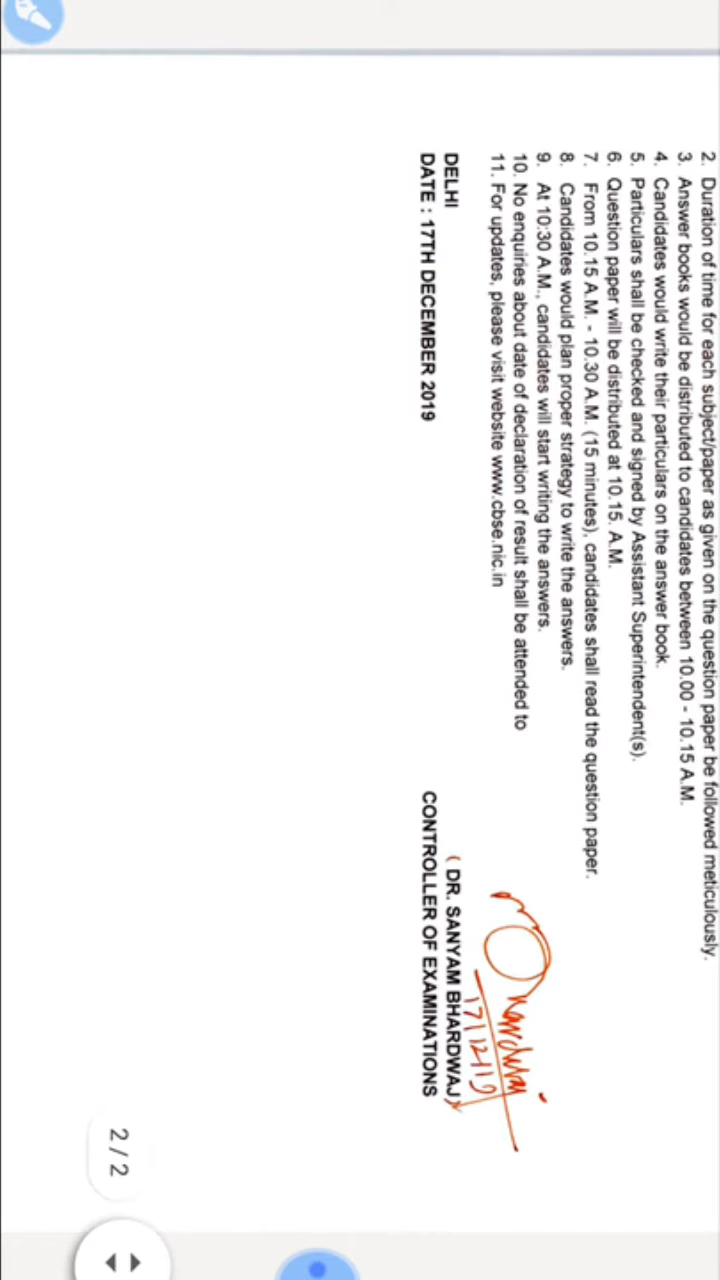 2. Duration of time for each subject/paper as given on the question paper be followed meticulously.
3. Answer books would be distributed to candidates between 10.00 - 10.15 A.M.
4. Candidates would write their particulars on the answer book.
5. Particulars shall be checked and signed by Assistant Superintendent(s).
6. Question paper will be distributed at 10.15. A.M.
7. From 10.15 A.M. - 10.30 A.M. (15 minutes), candidates shall read the question paper.
8. Candidates would plan proper strategy to write the answers.
9. At 10:30 A.M., candidates will start writing the answers.
10. No enquiries about date of declaration of result shall be attended to
11. For updates, please visit website www.cbse.nic.in
17/12/19
DELHI ( DR. SANYAM BHARDWAJ)
DATE : 17TH DECEMBER 2019 CONTROLLER OF EXAMINATIONS
2/2